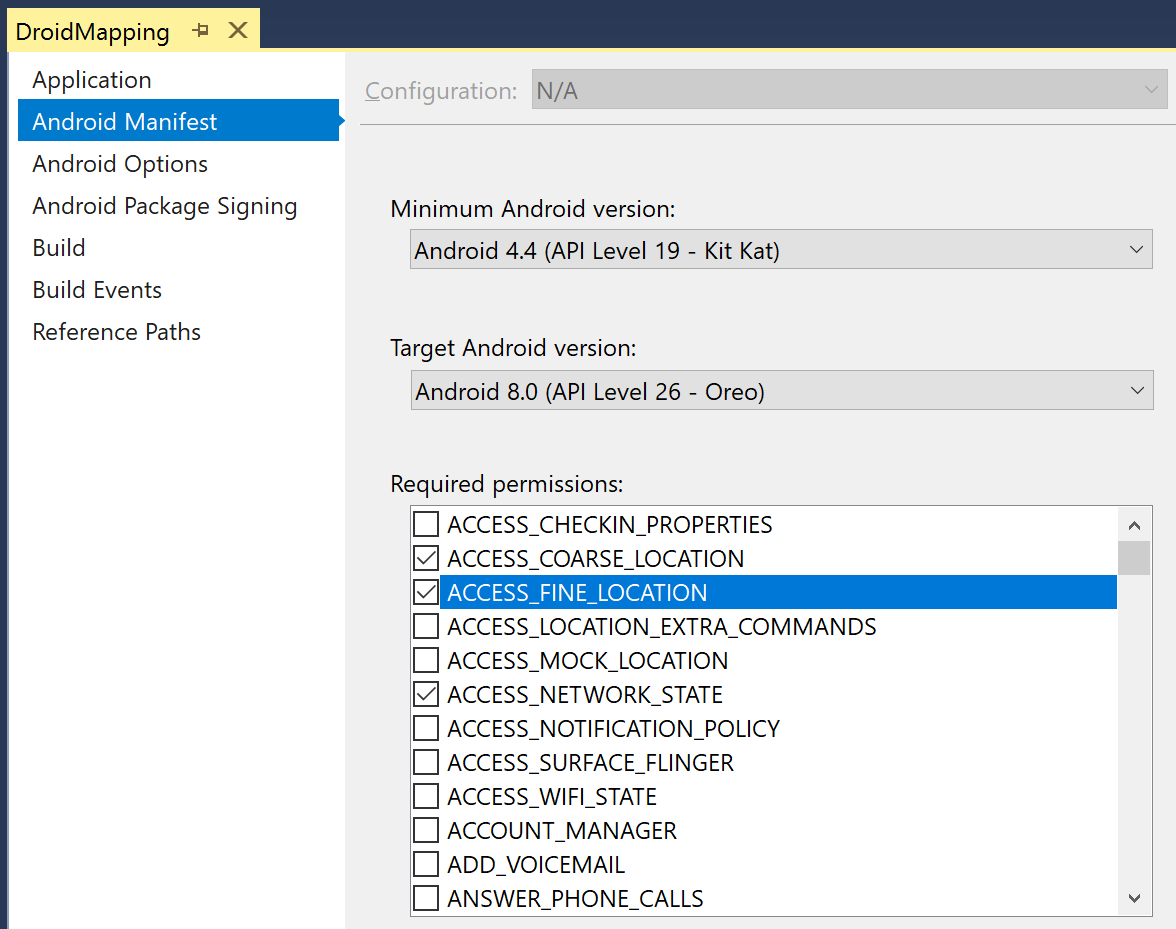 DroidMapping
Application
Android Manifest
Android Options
Android Package Signing
Build
Build Events
Reference Paths
Configuration: N/A
Minimum Android version:
Android 4.4 (API Level 19 - Kit Kat)
Target Android version:
Android 8.0 (API Level 26 - Oreo)
Required permissions:
ACCESS_CHECKIN_PROPERTIES
ACCESS_COARSE_LOCATION
ACCESS_FINE_LOCATION
ACCESS_LOCATION_EXTRA_COMMANDS
ACCESS_MOCK_LOCATION
ACCESS_NETWORK_STATE
ACCESS_NOTIFICATION_POLICY
ACCESS_SURFACE_FLINGER
ACCESS_WIFI_STATE
ACCOUNT_MANAGER
ADD_VOICEMAIL
ANSWER_PHONE_CALLS